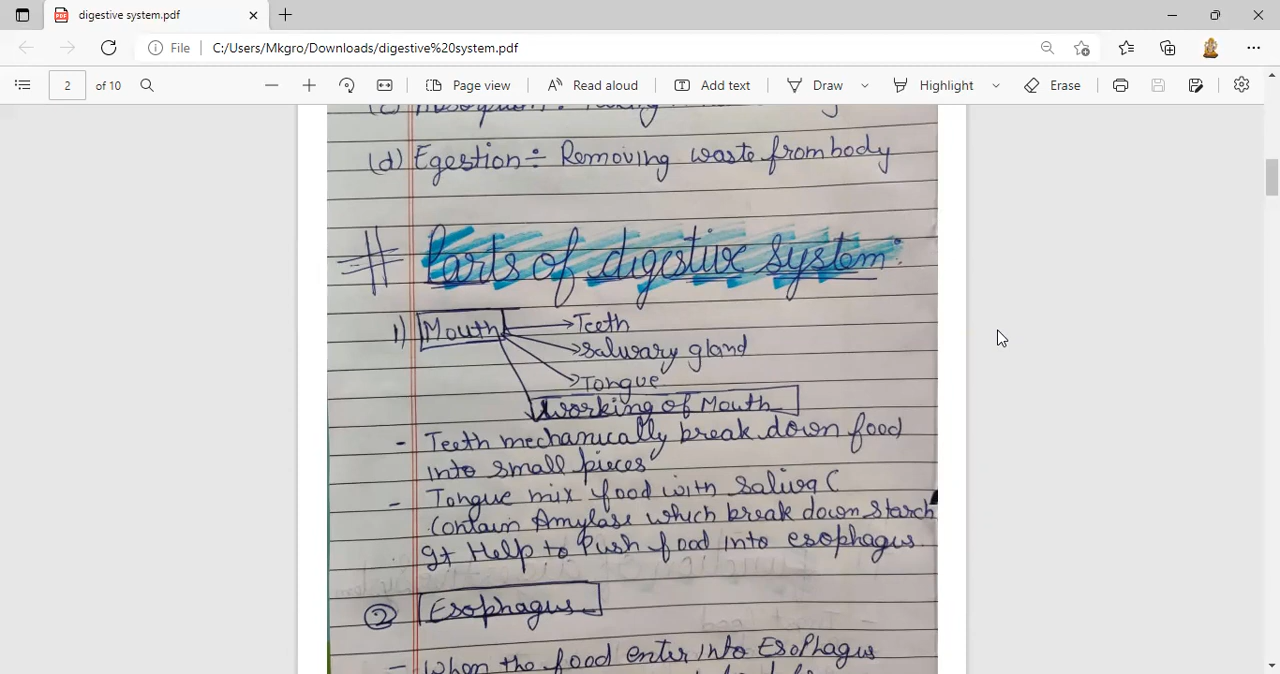 digestive system.pdf
File
C:/Users/Mkgro/Downloads/digestive%20system.pdf
2 of 10
Page view
Read aloud
Add text
Draw
Highlight
Erase
(d) Egestion ÷ Removing waste from body
# Parts of digestive system:
1) Mouth → Teeth
→ Salivary gland
→ Tongue
Working of Mouth
- Teeth mechanically break down food
into small pieces
- Tongue mix food with Saliva (
Contain Amylase which break down starch
It Help to Push food into esophagus
② Esophagus
- When the food enter into Esophagus